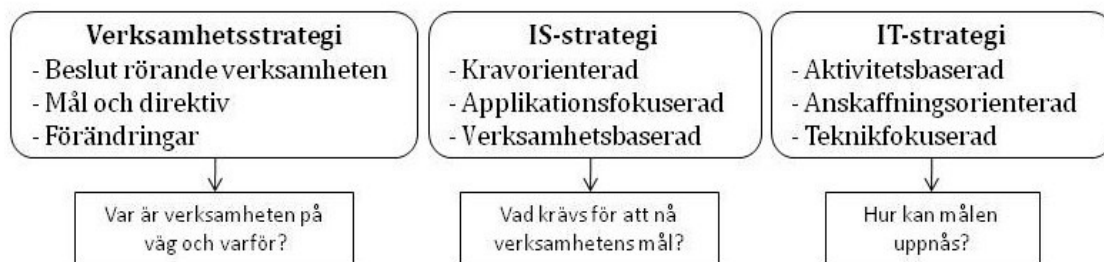 Verksamhetsstrategi
- Beslut rörande verksamheten
- Mål och direktiv
- Förändringar
Var är verksamheten på
väg och varför?
IS-strategi
- Kravorienterad
- Applikationsfokuserad
- Verksamhetsbaserad
Vad krävs för att nå
verksamhetens mål?
IT-strategi
- Aktivitetsbaserad
- Anskaffningsorienterad
- Teknikfokuserad
Hur kan målen
uppnås?